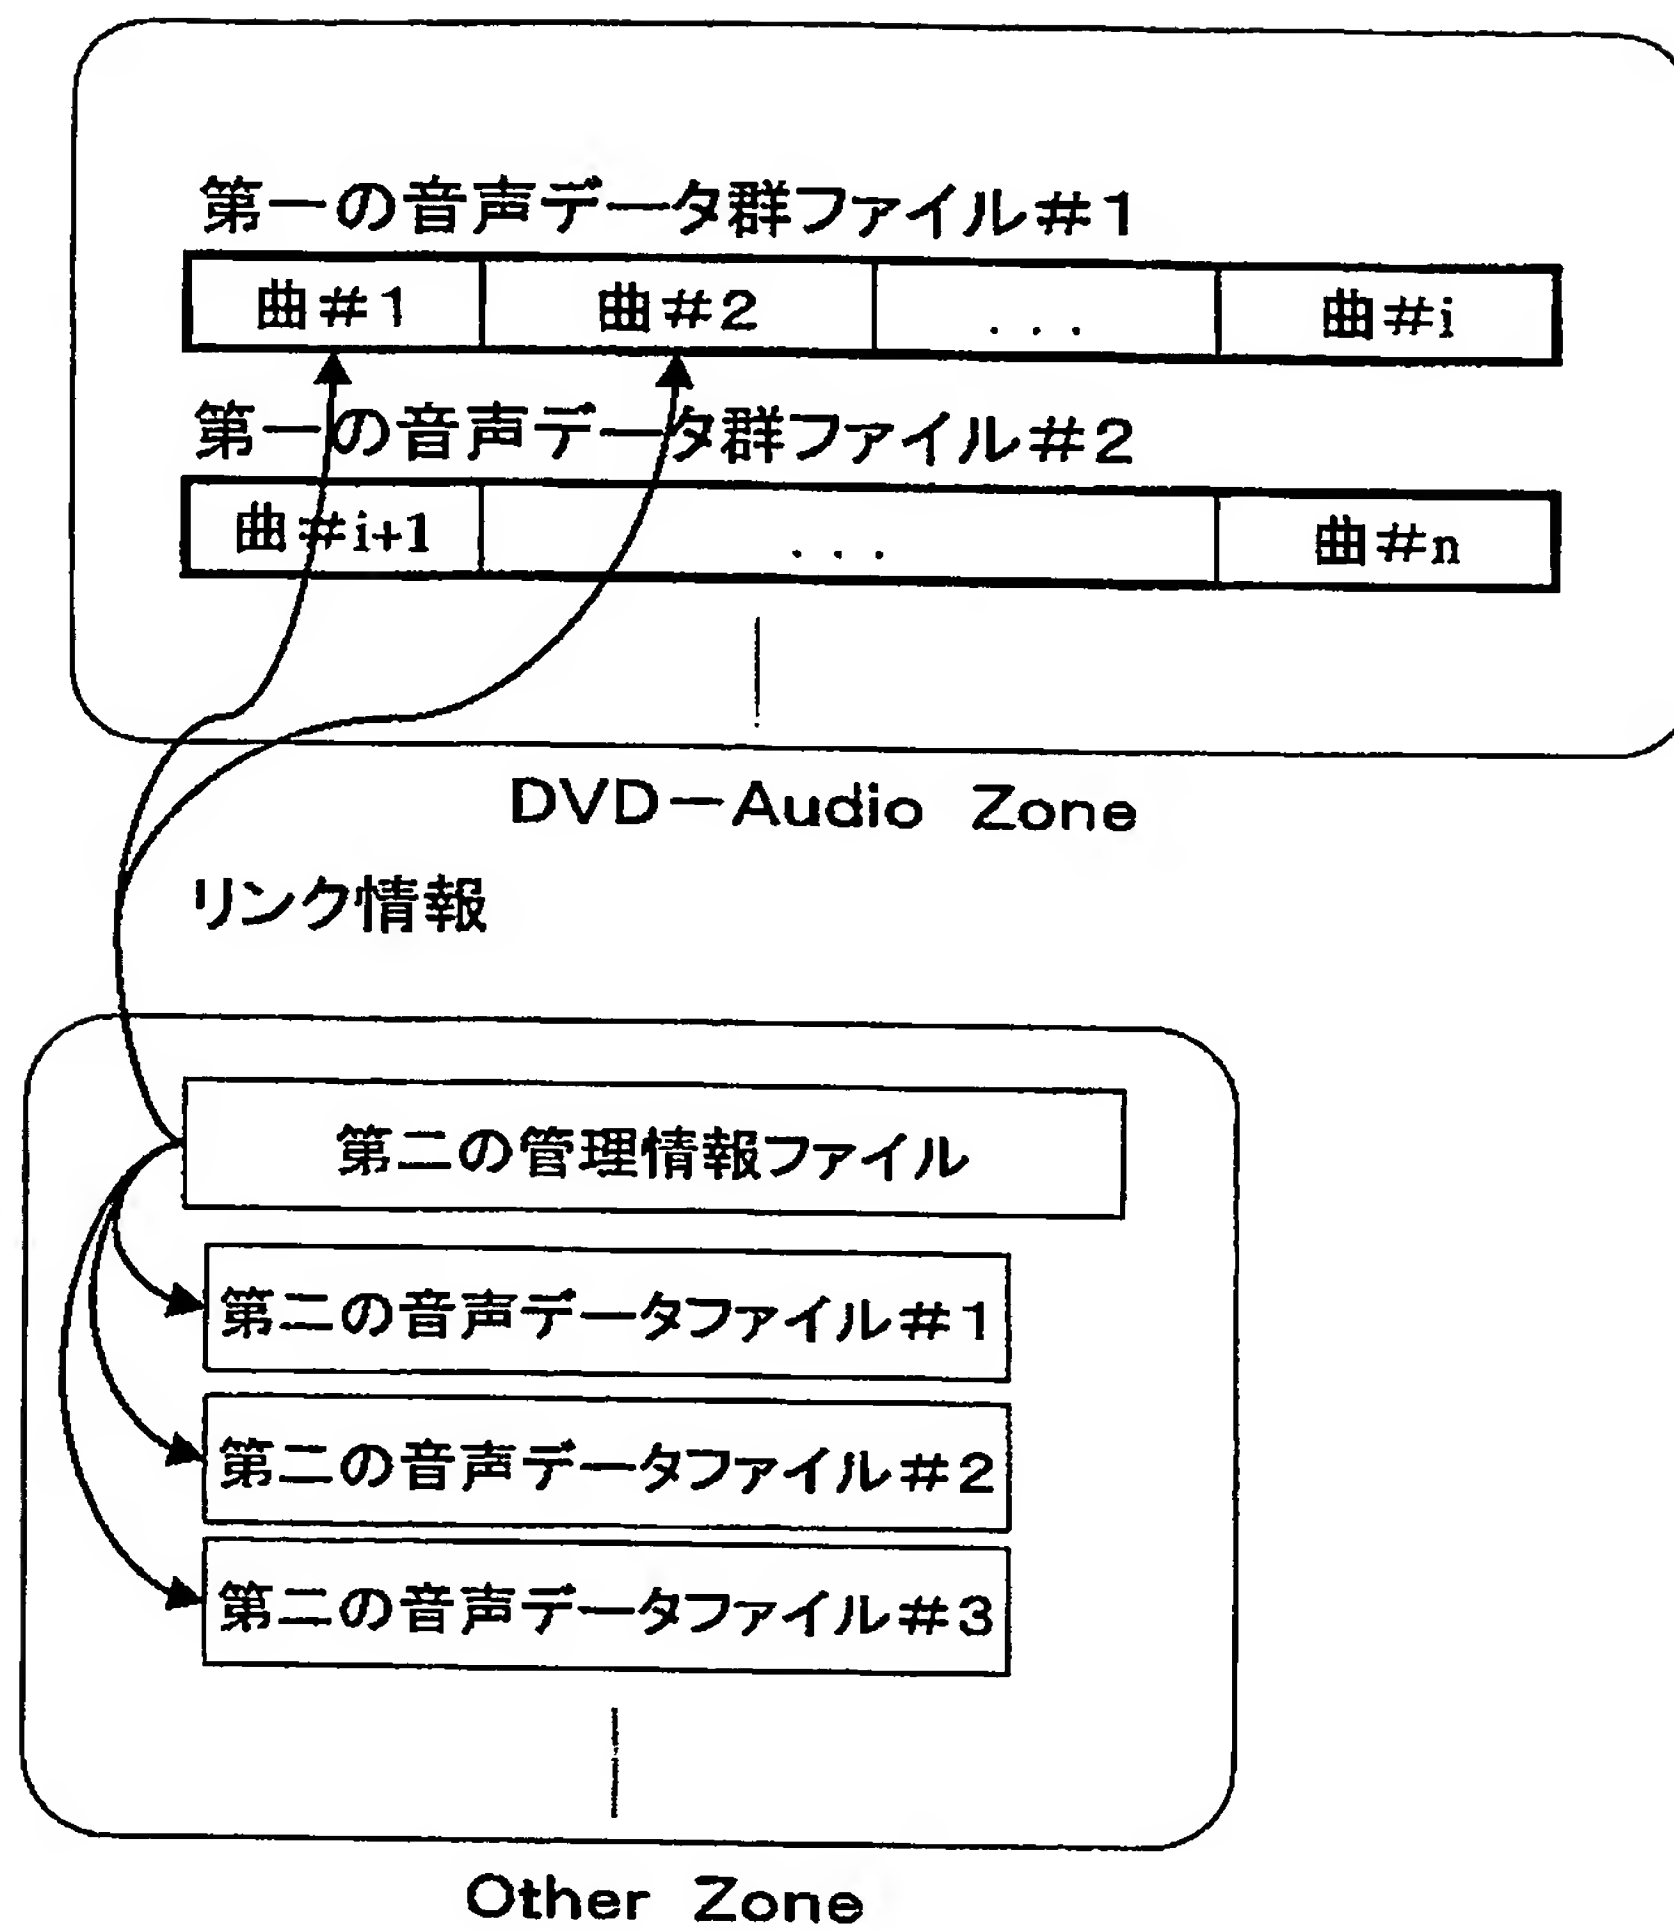 第一の音声データ群ファイル＃1
曲＃1 曲＃2 ... 曲＃i
第一の音声データ群ファイル＃2
曲＃i+1 ... 曲＃n
DVD－Audio Zone
リンク情報
第二の管理情報ファイル
第二の音声データファイル＃1
第二の音声データファイル＃2
第二の音声データファイル＃3
Other Zone